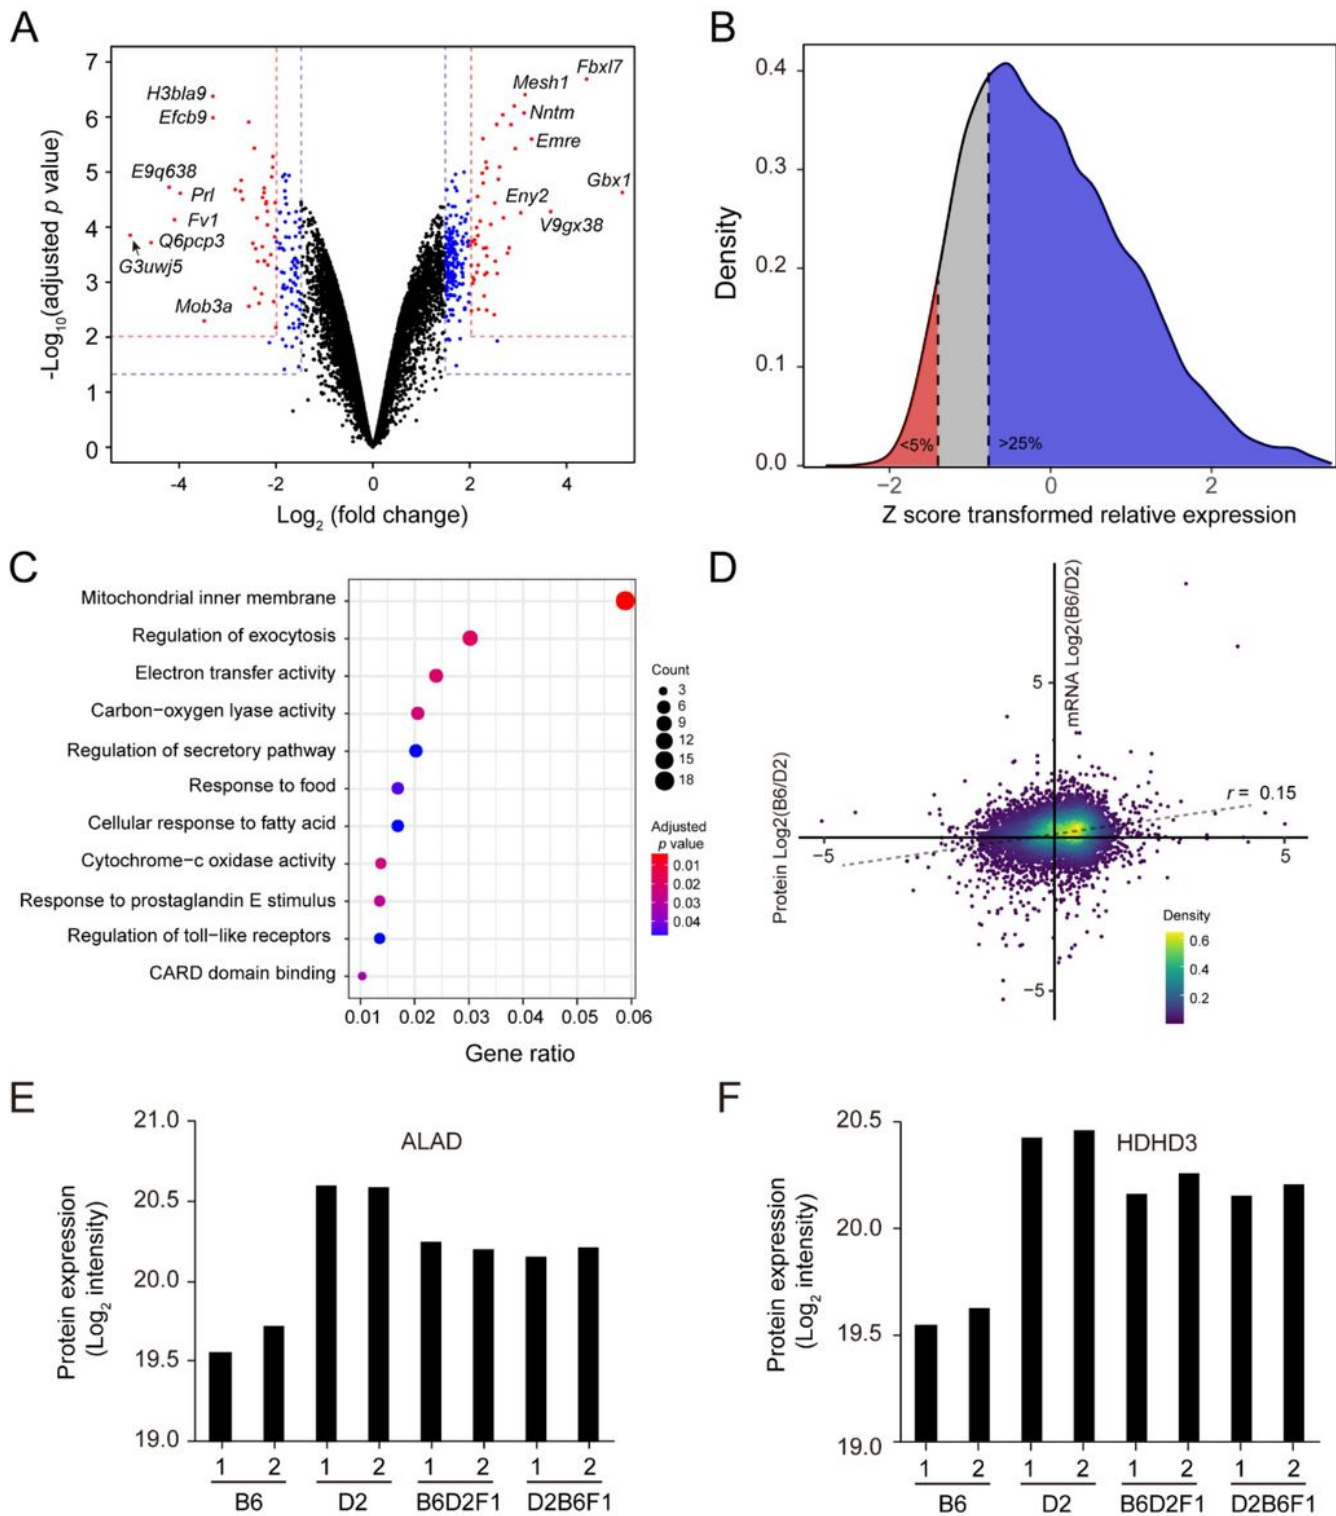 A
7
6
5
4
3
2
1
0
-Log10(adjusted p value)
H3bla9
Efcb9
E9q638
Prl
Fv1
Q6pcp3
G3uwj5
Mob3a
Fbxl7
Mesh1
Nntm
Emre
Gbx1
Eny2
V9gx38
-4 -2 0 2 4
Log2 (fold change)
B
Density
0.4
0.3
0.2
0.1
0.0
<5% >25%
−2 0 2
Z score transformed relative expression
C
Mitochondrial inner membrane
Regulation of exocytosis
Electron transfer activity
Carbon−oxygen lyase activity
Regulation of secretory pathway
Response to food
Cellular response to fatty acid
Cytochrome−c oxidase activity
Response to prostaglandin E stimulus
Regulation of toll−like receptors
CARD domain binding
0.01 0.02 0.03 0.04 0.05 0.06
Gene ratio
Count
3
6
9
12
15
18
Adjusted
p value
0.01
0.02
0.03
0.04
D
mRNA Log2(B6/D2)
Protein Log2(B6/D2)
5
r = 0.15
−5 5
−5
Density
0.6
0.4
0.2
E
ALAD
Protein expression
(Log2 intensity)
21.0
20.5
20.0
19.5
19.0
1 2 1 2 1 2 1 2
B6 D2 B6D2F1 D2B6F1
F
HDHD3
Protein expression
(Log2 intensity)
20.5
20.0
19.5
19.0
1 2 1 2 1 2 1 2
B6 D2 B6D2F1 D2B6F1